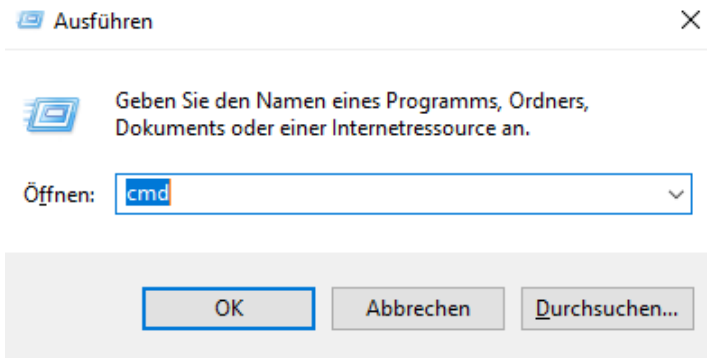 Ausführen
Geben Sie den Namen eines Programms, Ordners,
Dokuments oder einer Internetressource an.
Öffnen: cmd
OK Abbrechen Durchsuchen...